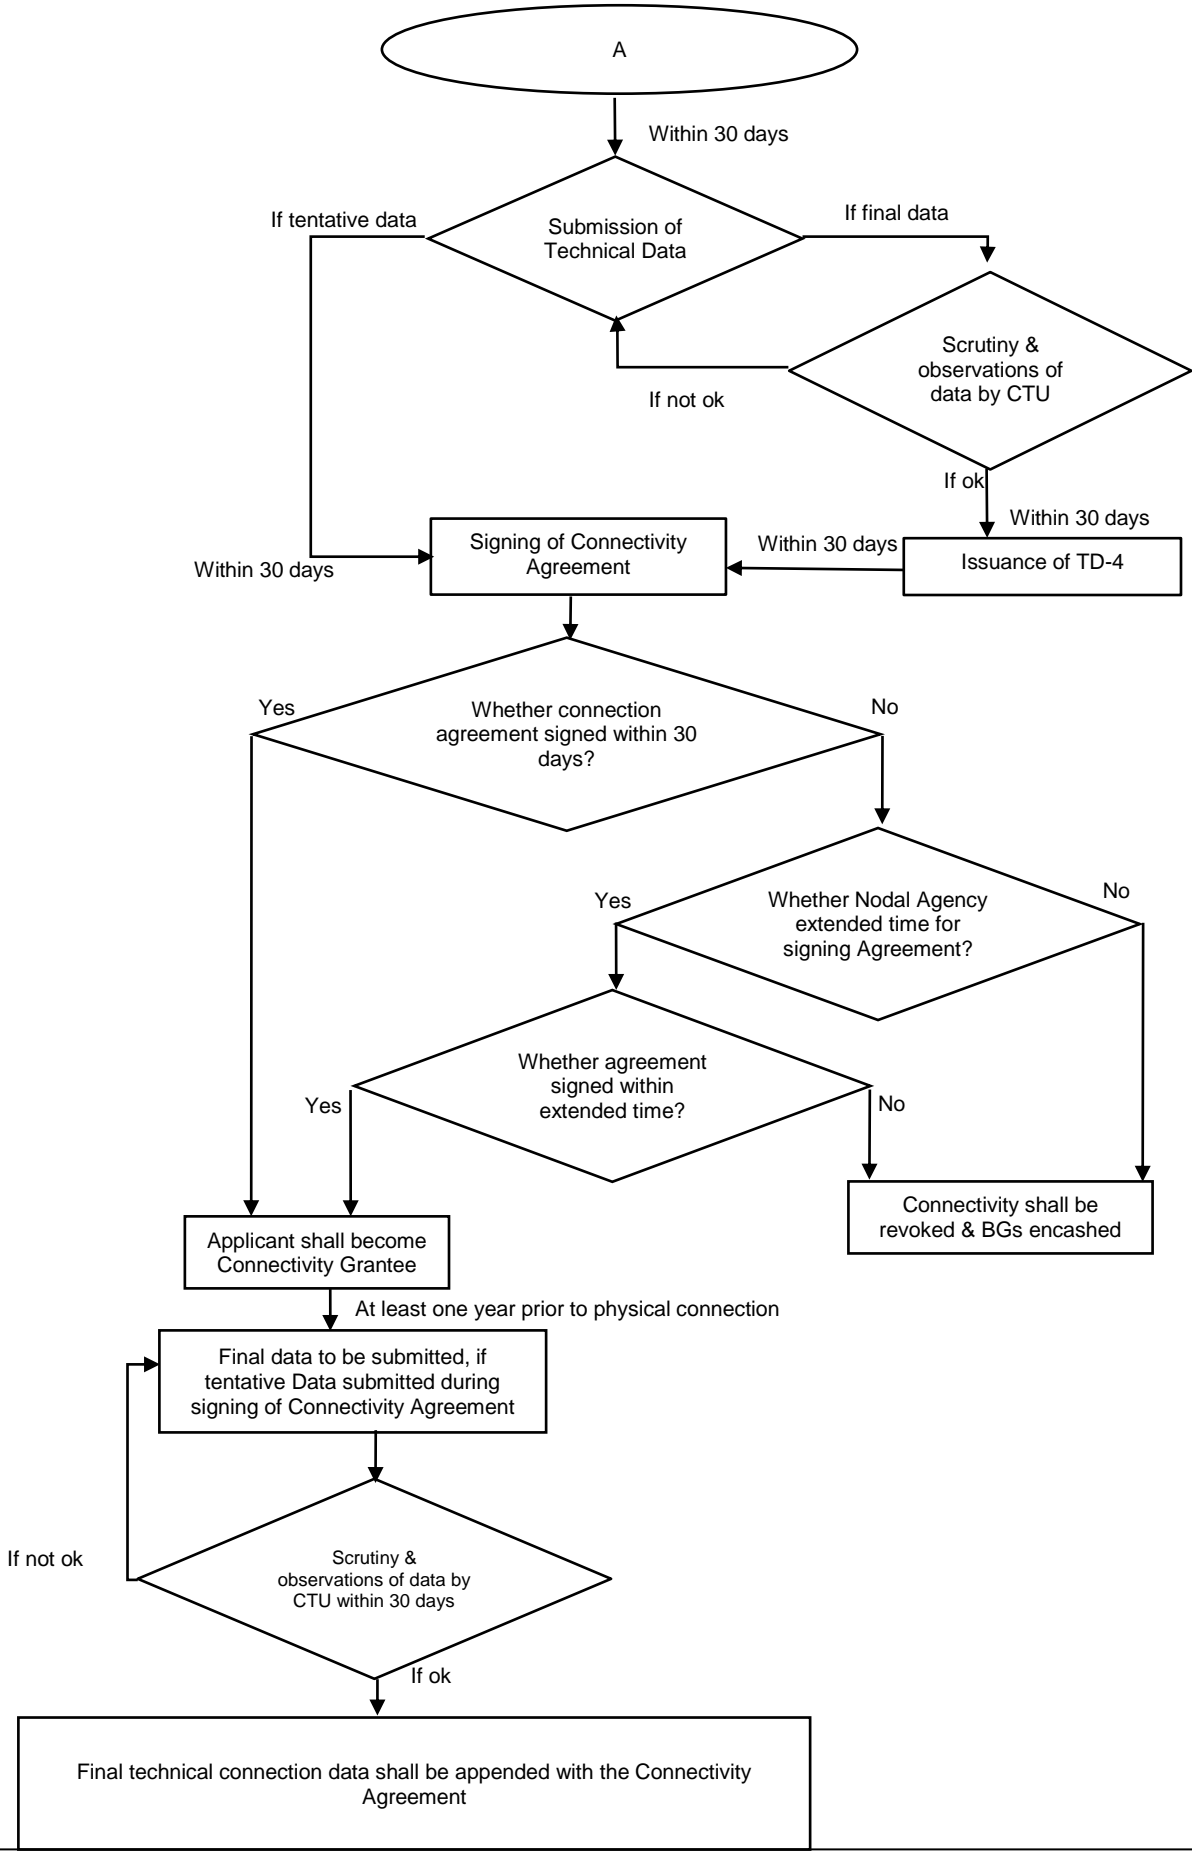 A
Within 30 days
If tentative data
Submission of
Technical Data
If final data
Scrutiny &
observations of
data by CTU
If not ok
If ok
Within 30 days
Signing of Connectivity
Agreement
Within 30 days
Issuance of TD-4
Within 30 days
Yes
Whether connection
agreement signed within 30
days?
No
Yes
Whether Nodal Agency
extended time for
signing Agreement?
No
Whether agreement
signed within
extended time?
Yes
No
Connectivity shall be
revoked & BGs encashed
Applicant shall become
Connectivity Grantee
At least one year prior to physical connection
Final data to be submitted, if
tentative Data submitted during
signing of Connectivity Agreement
If not ok
Scrutiny &
observations of data by
CTU within 30 days
If ok
Final technical connection data shall be appended with the Connectivity
Agreement